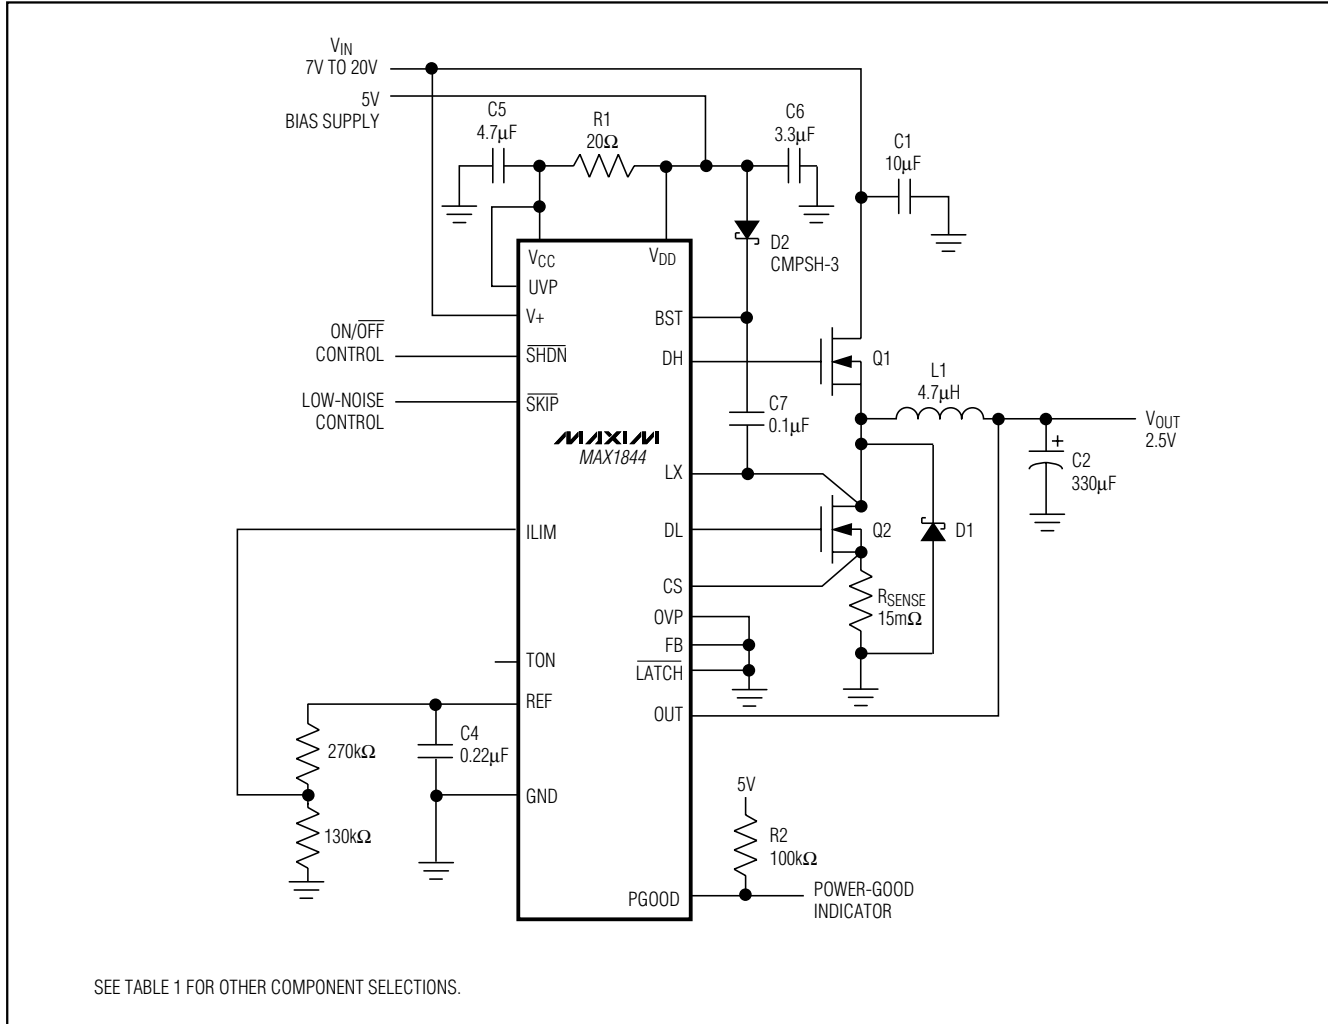 VIN
7V TO 20V
5V
BIAS SUPPLY
C5
4.7µF
R1
20Ω
C6
3.3µF
C1
10µF
VCC
VDD
D2
CMPSH-3
UVP
V+
BST
ON/OFF
CONTROL
SHDN
DH
Q1
L1
4.7µH
LOW-NOISE
CONTROL
SKIP
C7
0.1µF
VOUT
2.5V
MAXIM
MAX1844
+
C2
330µF
LX
ILIM
DL
Q2
D1
CS
RSENSE
15mΩ
OVP
FB
TON
LATCH
REF
OUT
C4
0.22µF
270kΩ
5V
GND
130kΩ
R2
100kΩ
PGOOD
POWER-GOOD
INDICATOR
SEE TABLE 1 FOR OTHER COMPONENT SELECTIONS.